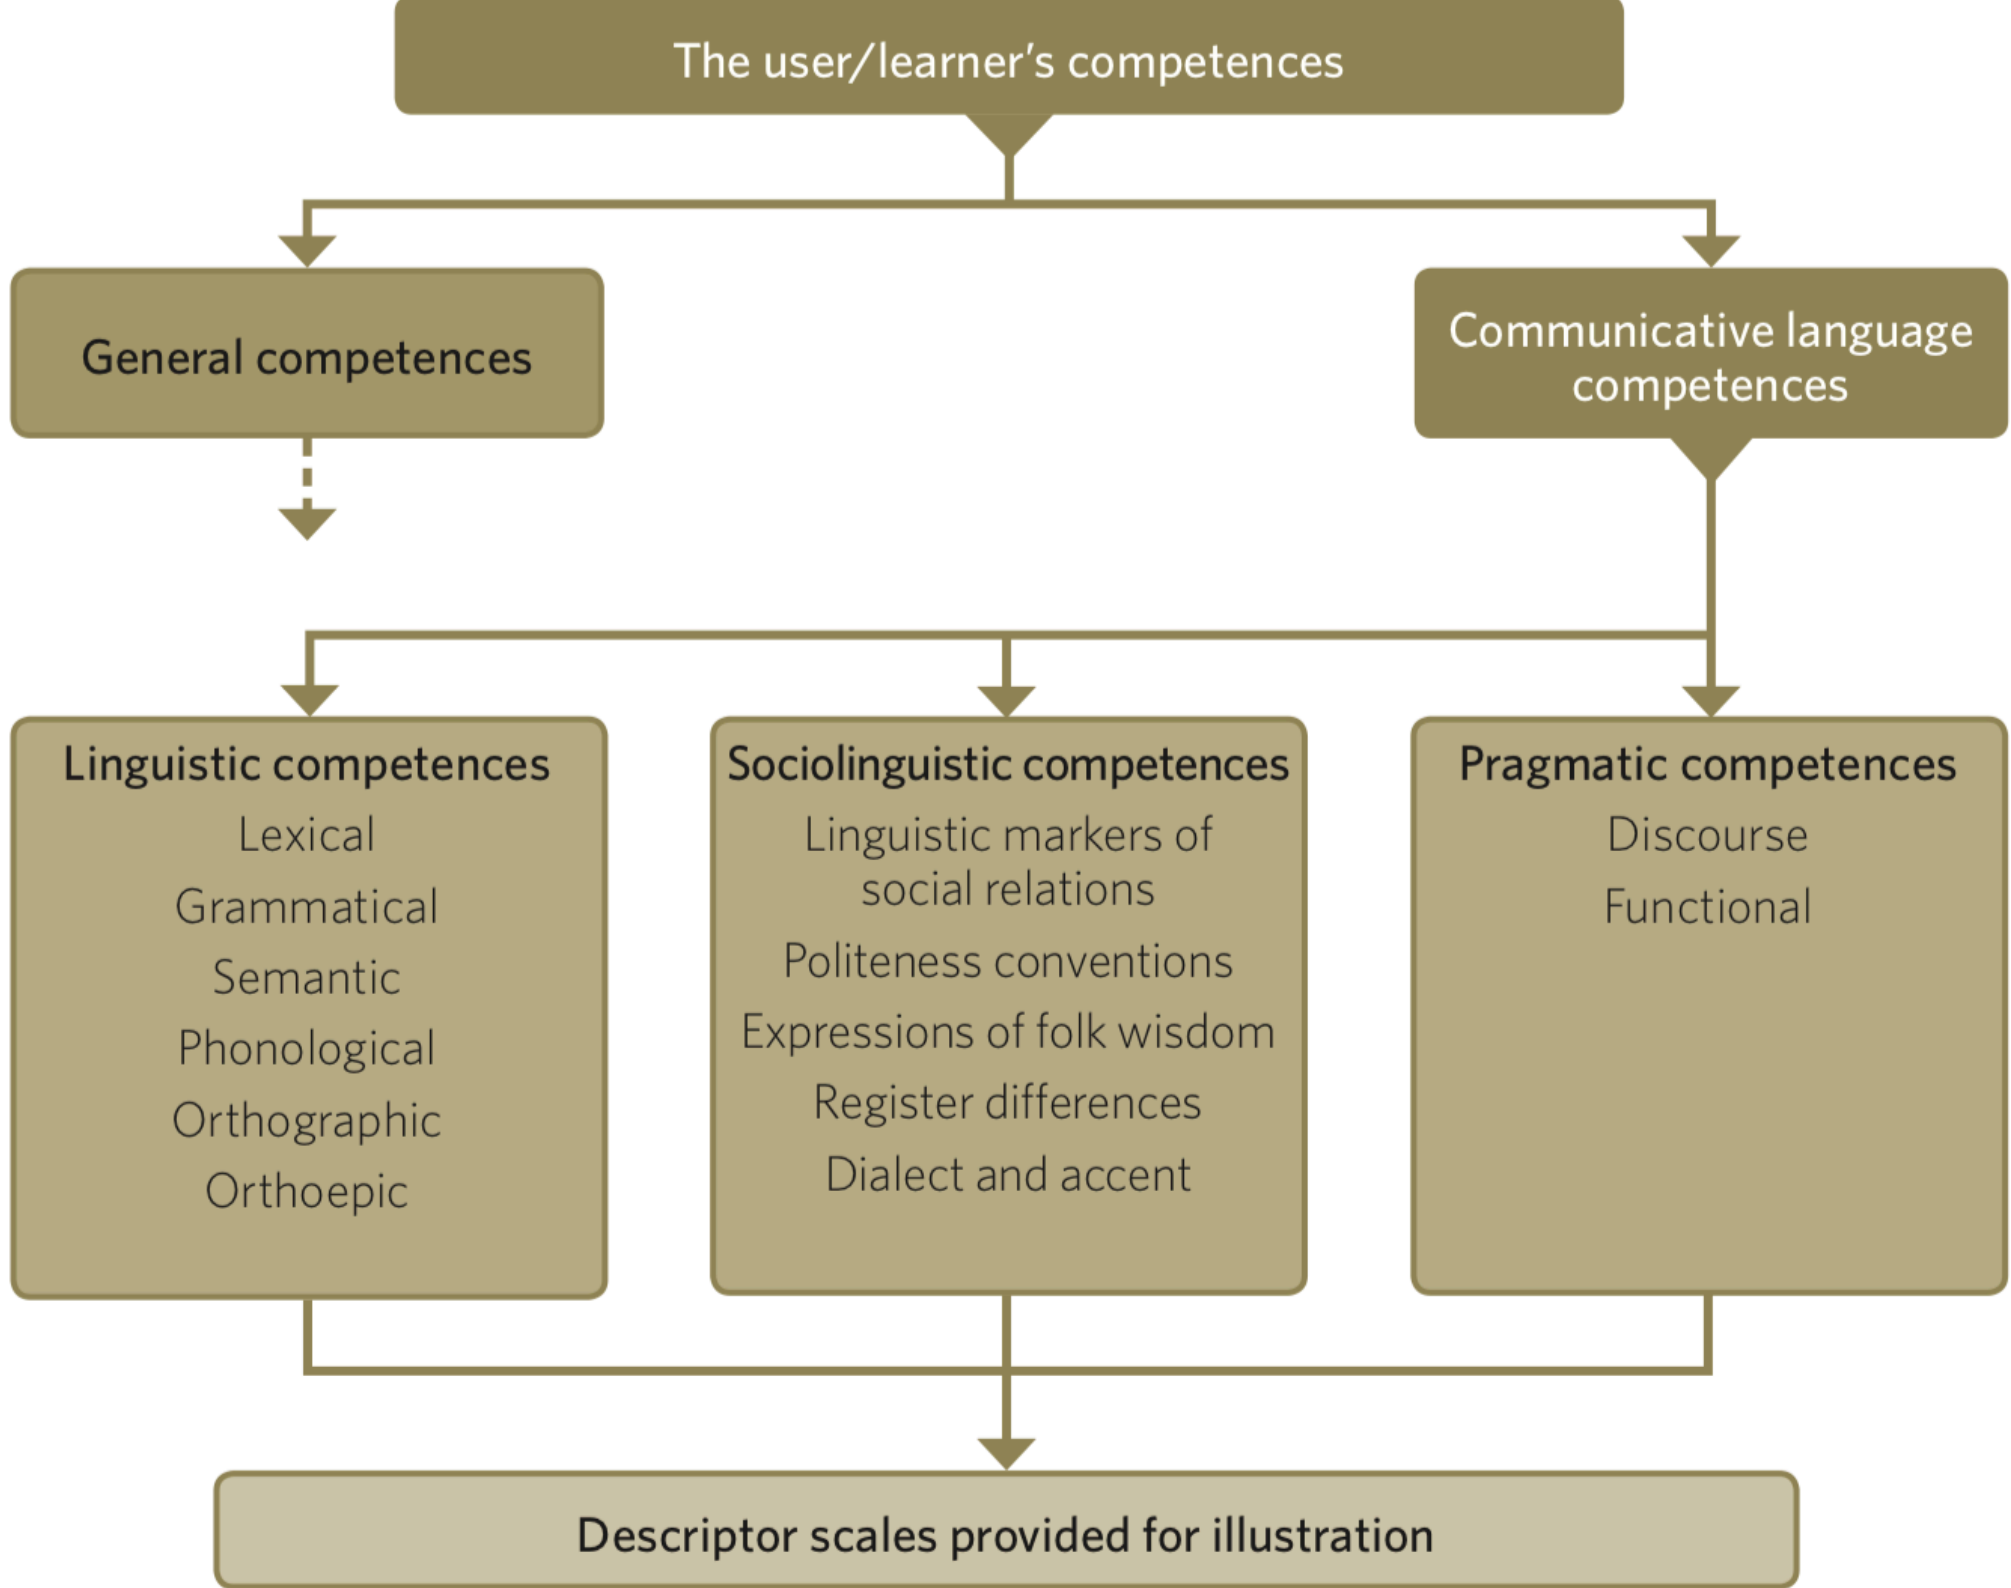 The user/learner’s competences
General competences
Communicative language
competences
Linguistic competences
Lexical
Grammatical
Semantic
Phonological
Orthographic
Orthoepic
Sociolinguistic competences
Linguistic markers of
social relations
Politeness conventions
Expressions of folk wisdom
Register differences
Dialect and accent
Pragmatic competences
Discourse
Functional
Descriptor scales provided for illustration